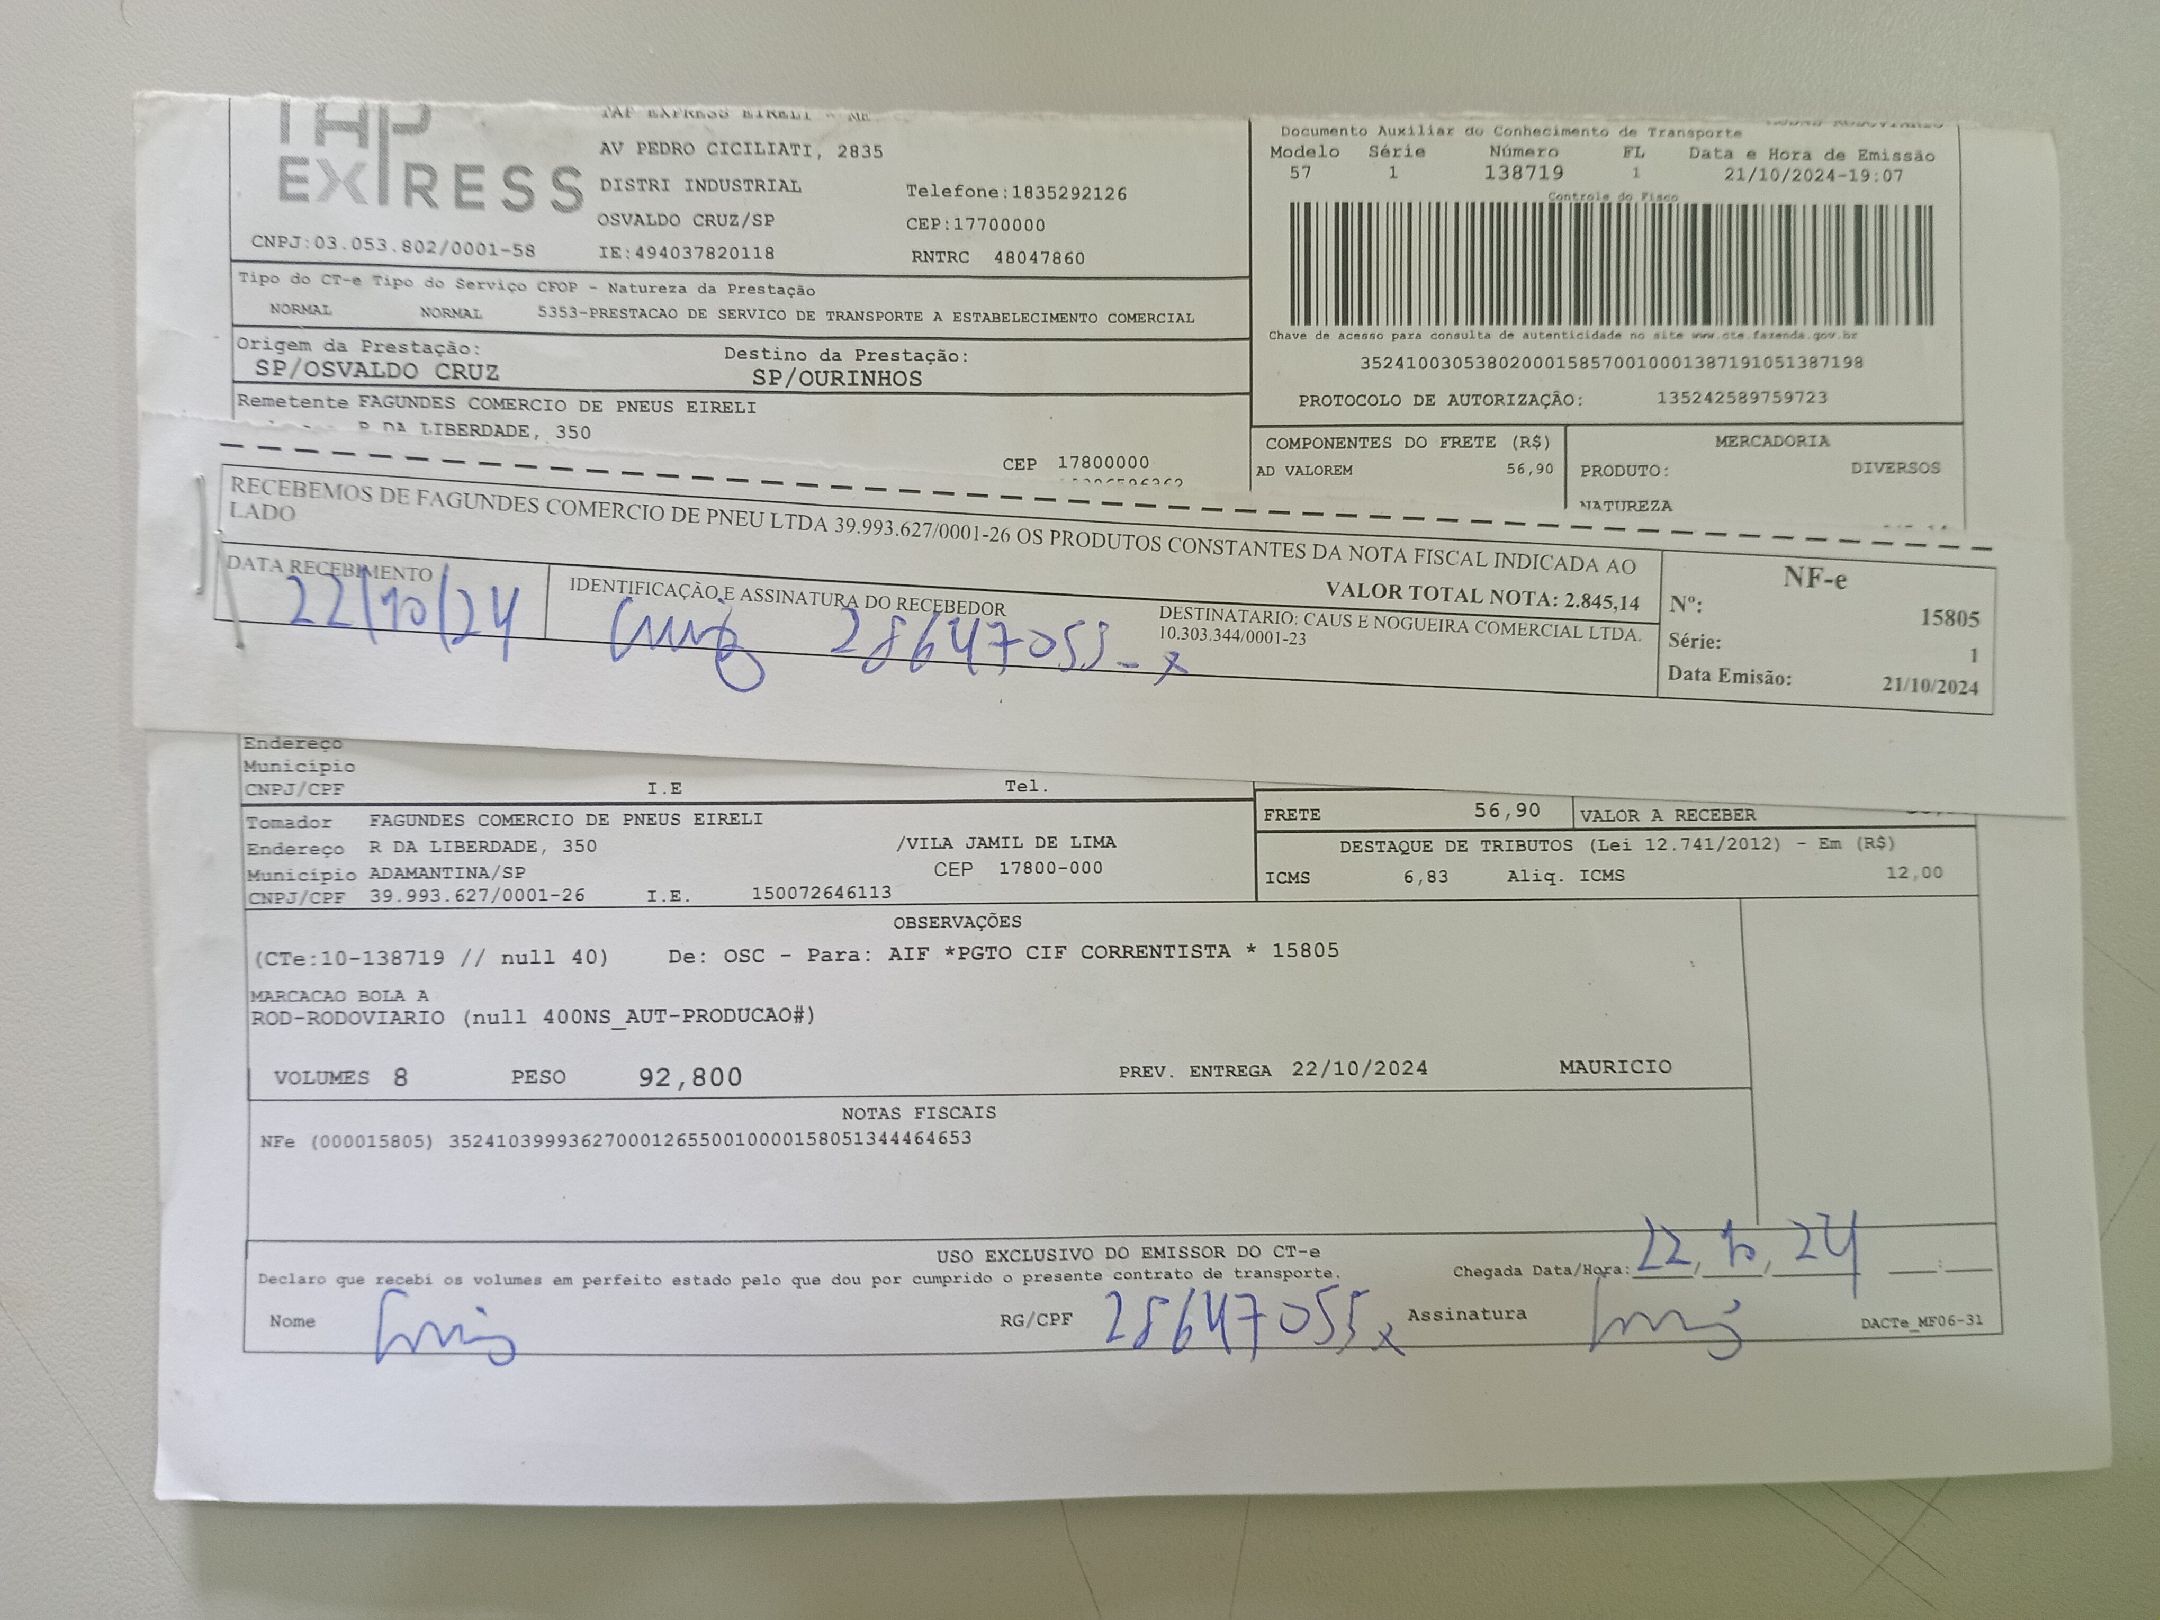 TAP
EXPRESS
TAP EXPRESS EIRELI - ME
AV PEDRO CICILIATI, 2835
DISTRI INDUSTRIAL
Telefone:1835292126
OSVALDO CRUZ/SP
CEP:17700000
CNPJ:03.053.802/0001-58
IE:494037820118
RNTRC 48047860
Documento Auxiliar do Conhecimento de Transporte
Modelo Série Número FL Data e Hora de Emissão
57 1 138719 1 21/10/2024-19:07
Controle do Fisco
Chave de acesso para consulta de autenticidade no site www.cte.fazenda.gov.br
35241003053802000158570010001387191051387198
PROTOCOLO DE AUTORIZAÇÃO: 135242589759723
Tipo do CT-e Tipo do Serviço CFOP - Natureza da Prestação
NORMAL NORMAL 5353-PRESTACAO DE SERVICO DE TRANSPORTE A ESTABELECIMENTO COMERCIAL
Origem da Prestação: Destino da Prestação:
SP/OSVALDO CRUZ SP/OURINHOS
Remetente FAGUNDES COMERCIO DE PNEUS EIRELI
R DA LIBERDADE, 350
CEP 17800000
COMPONENTES DO FRETE (R$) MERCADORIA
AD VALOREM 56,90 PRODUTO: DIVERSOS
NATUREZA
RECEBEMOS DE FAGUNDES COMERCIO DE PNEU LTDA 39.993.627/0001-26 OS PRODUTOS CONSTANTES DA NOTA FISCAL INDICADA AO
LADO
VALOR TOTAL NOTA: 2.845,14
DATA RECEBIMENTO
22/10/24
IDENTIFICAÇÃO E ASSINATURA DO RECEBEDOR
28647055-x
DESTINATARIO: CAUS E NOGUEIRA COMERCIAL LTDA.
10.303.344/0001-23
NF-e
Nº: 15805
Série: 1
Data Emisão: 21/10/2024
Endereço
Município
CNPJ/CPF I.E Tel.
Tomador FAGUNDES COMERCIO DE PNEUS EIRELI
Endereço R DA LIBERDADE, 350 /VILA JAMIL DE LIMA
Município ADAMANTINA/SP CEP 17800-000
CNPJ/CPF 39.993.627/0001-26 I.E. 150072646113
FRETE 56,90 VALOR A RECEBER
DESTAQUE DE TRIBUTOS (Lei 12.741/2012) - Em (R$)
ICMS 6,83 Aliq. ICMS 12,00
OBSERVAÇÕES
(CTe:10-138719 // null 40) De: OSC - Para: AIF *PGTO CIF CORRENTISTA * 15805
MARCACAO BOLA A
ROD-RODOVIARIO (null 400NS_AUT-PRODUCAO#)
VOLUMES 8 PESO 92,800 PREV. ENTREGA 22/10/2024 MAURICIO
NOTAS FISCAIS
NFe (000015805) 35241039993627000126550010000158051344464653
USO EXCLUSIVO DO EMISSOR DO CT-e
Declaro que recebi os volumes em perfeito estado pelo que dou por cumprido o presente contrato de transporte.
Chegada Data/Hora: 22/10/24 __:__
Nome Luis RG/CPF 28647055x Assinatura Luis
DACTe_MF06-31